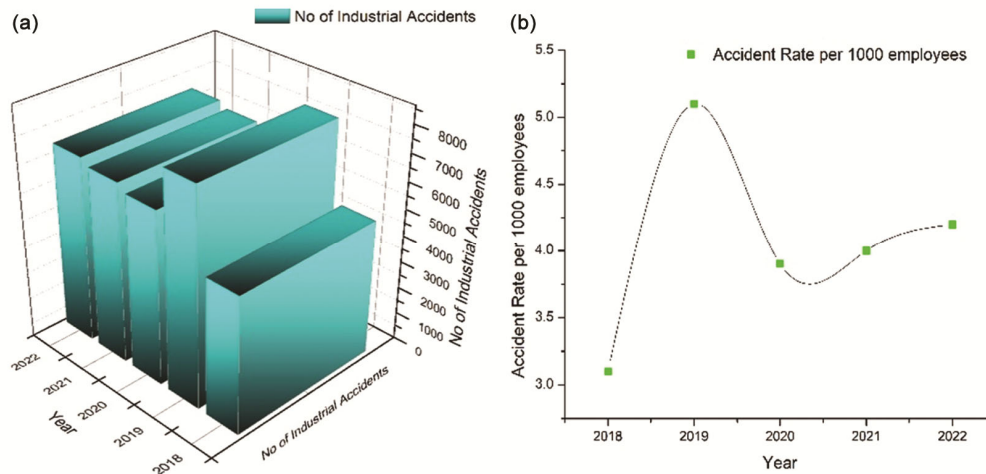 (a)
No of Industrial Accidents
8000
7000
6000
5000
4000
3000
2000
1000
0
No of Industrial Accidents
2022
2021
2020
2019
2018
Year
No of Industrial Accidents
(b)
Accident Rate per 1000 employees
5.5
5.0
4.5
4.0
3.5
3.0
Accident Rate per 1000 employees
2018 2019 2020 2021 2022
Year